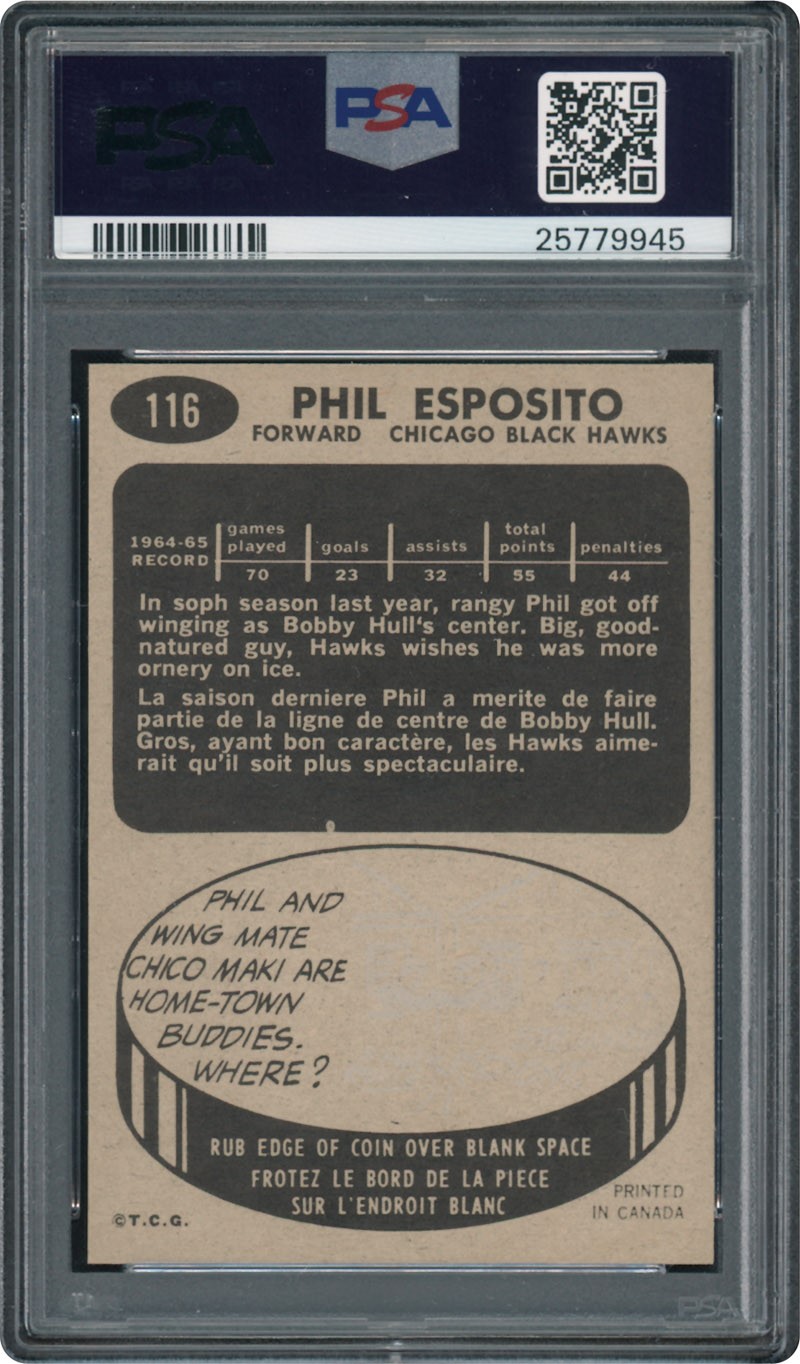 PSA
PSA
25779945
116
PHIL ESPOSITO
FORWARD CHICAGO BLACK HAWKS
1964-65 RECORD games played goals assists total points penalties
70 23 32 55 44
In soph season last year, rangy Phil got off
winging as Bobby Hull's center. Big, good-
natured guy, Hawks wishes he was more
ornery on ice.
La saison derniere Phil a merite de faire
partie de la ligne de centre de Bobby Hull.
Gros, ayant bon caractère, les Hawks aime-
rait qu'il soit plus spectaculaire.
PHIL AND
WING MATE
CHICO MAKI ARE
HOME-TOWN
BUDDIES.
WHERE?
RUB EDGE OF COIN OVER BLANK SPACE
FROTEZ LE BORD DE LA PIECE
SUR L'ENDROIT BLANC
©T.C.G.
PRINTED
IN CANADA
PSA